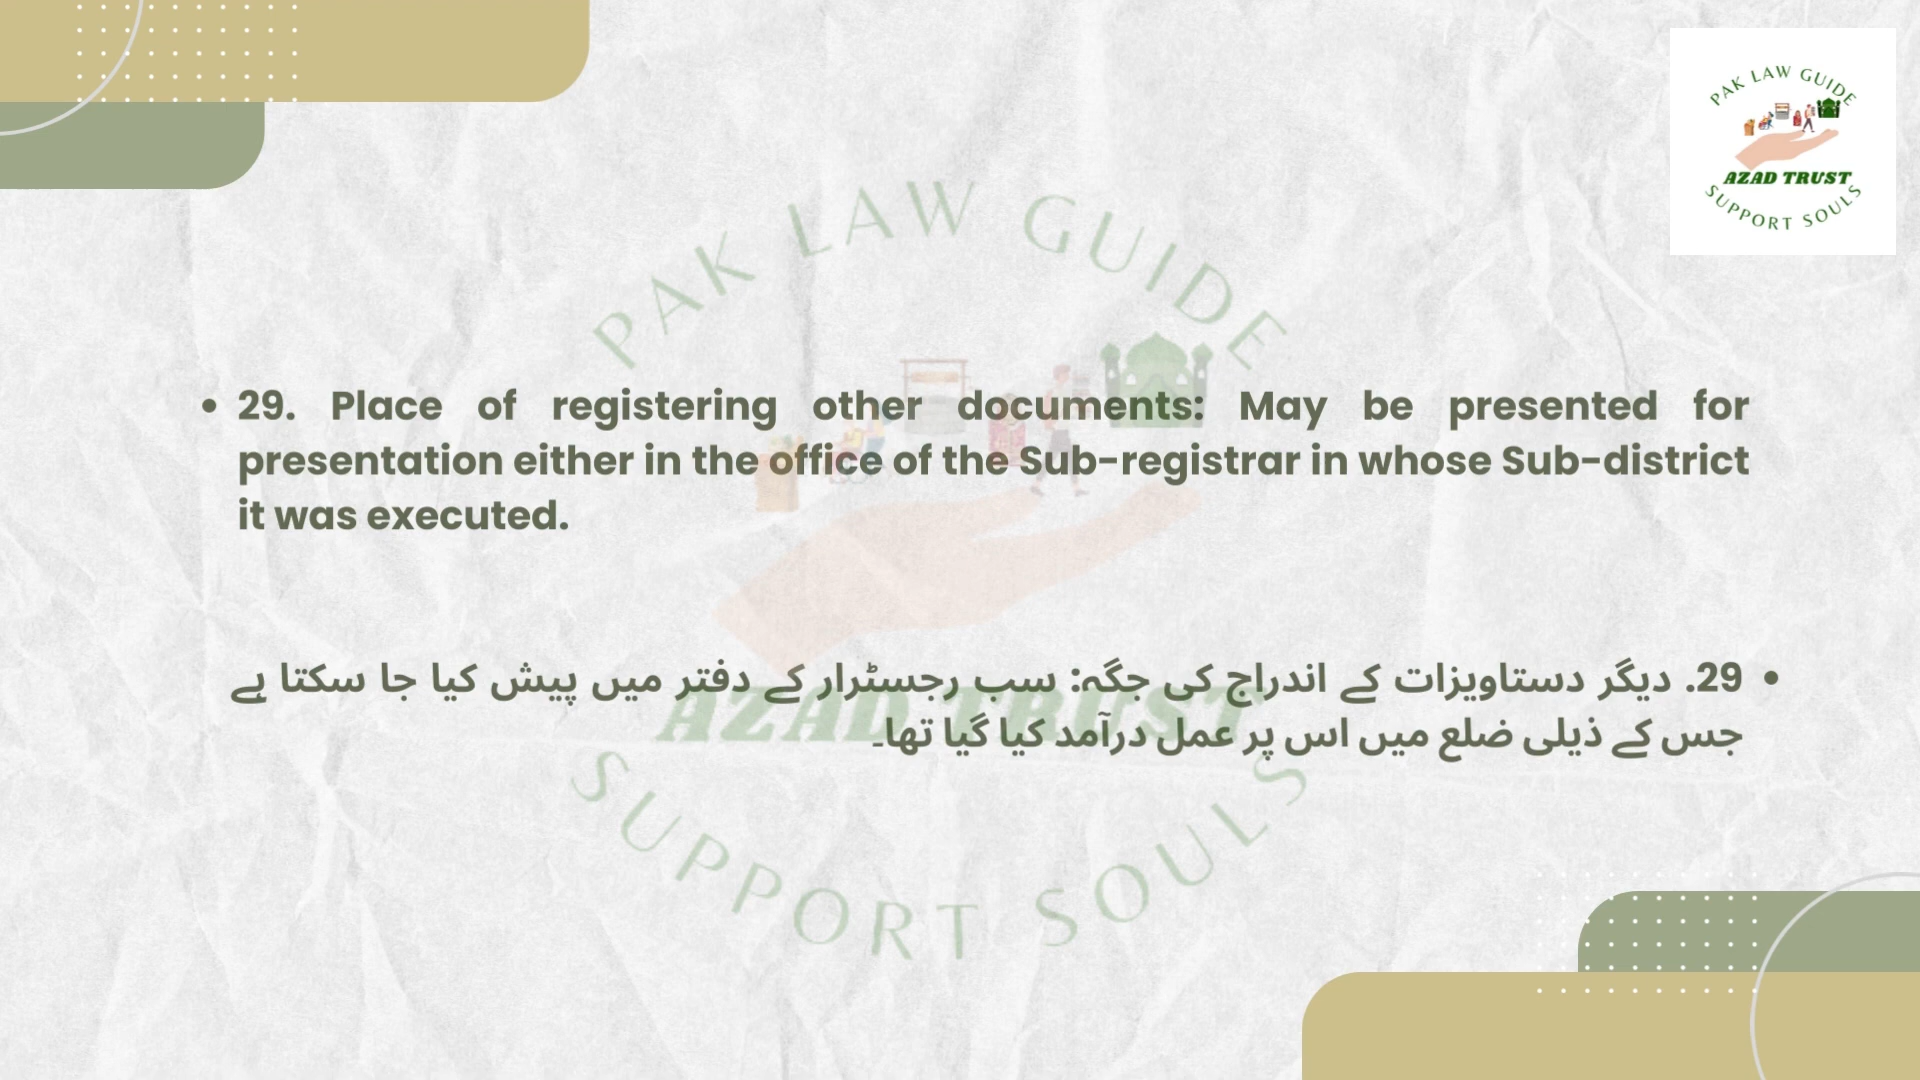 PAK LAW GUIDE
AZAD TRUST
SUPPORT SOULS
PAK LAW GUIDE
• 29. Place of registering other documents: May be presented for
presentation either in the office of the Sub-registrar in whose Sub-district
it was executed.
• 29. دیگر دستاویزات کے اندراج کی جگہ: سب رجسٹرار کے دفتر میں پیش کیا جا سکتا ہے
جس کے ذیلی ضلع میں اس پر عمل درآمد کیا گیا تھا۔
AZAD TRUST
SUPPORT SOULS